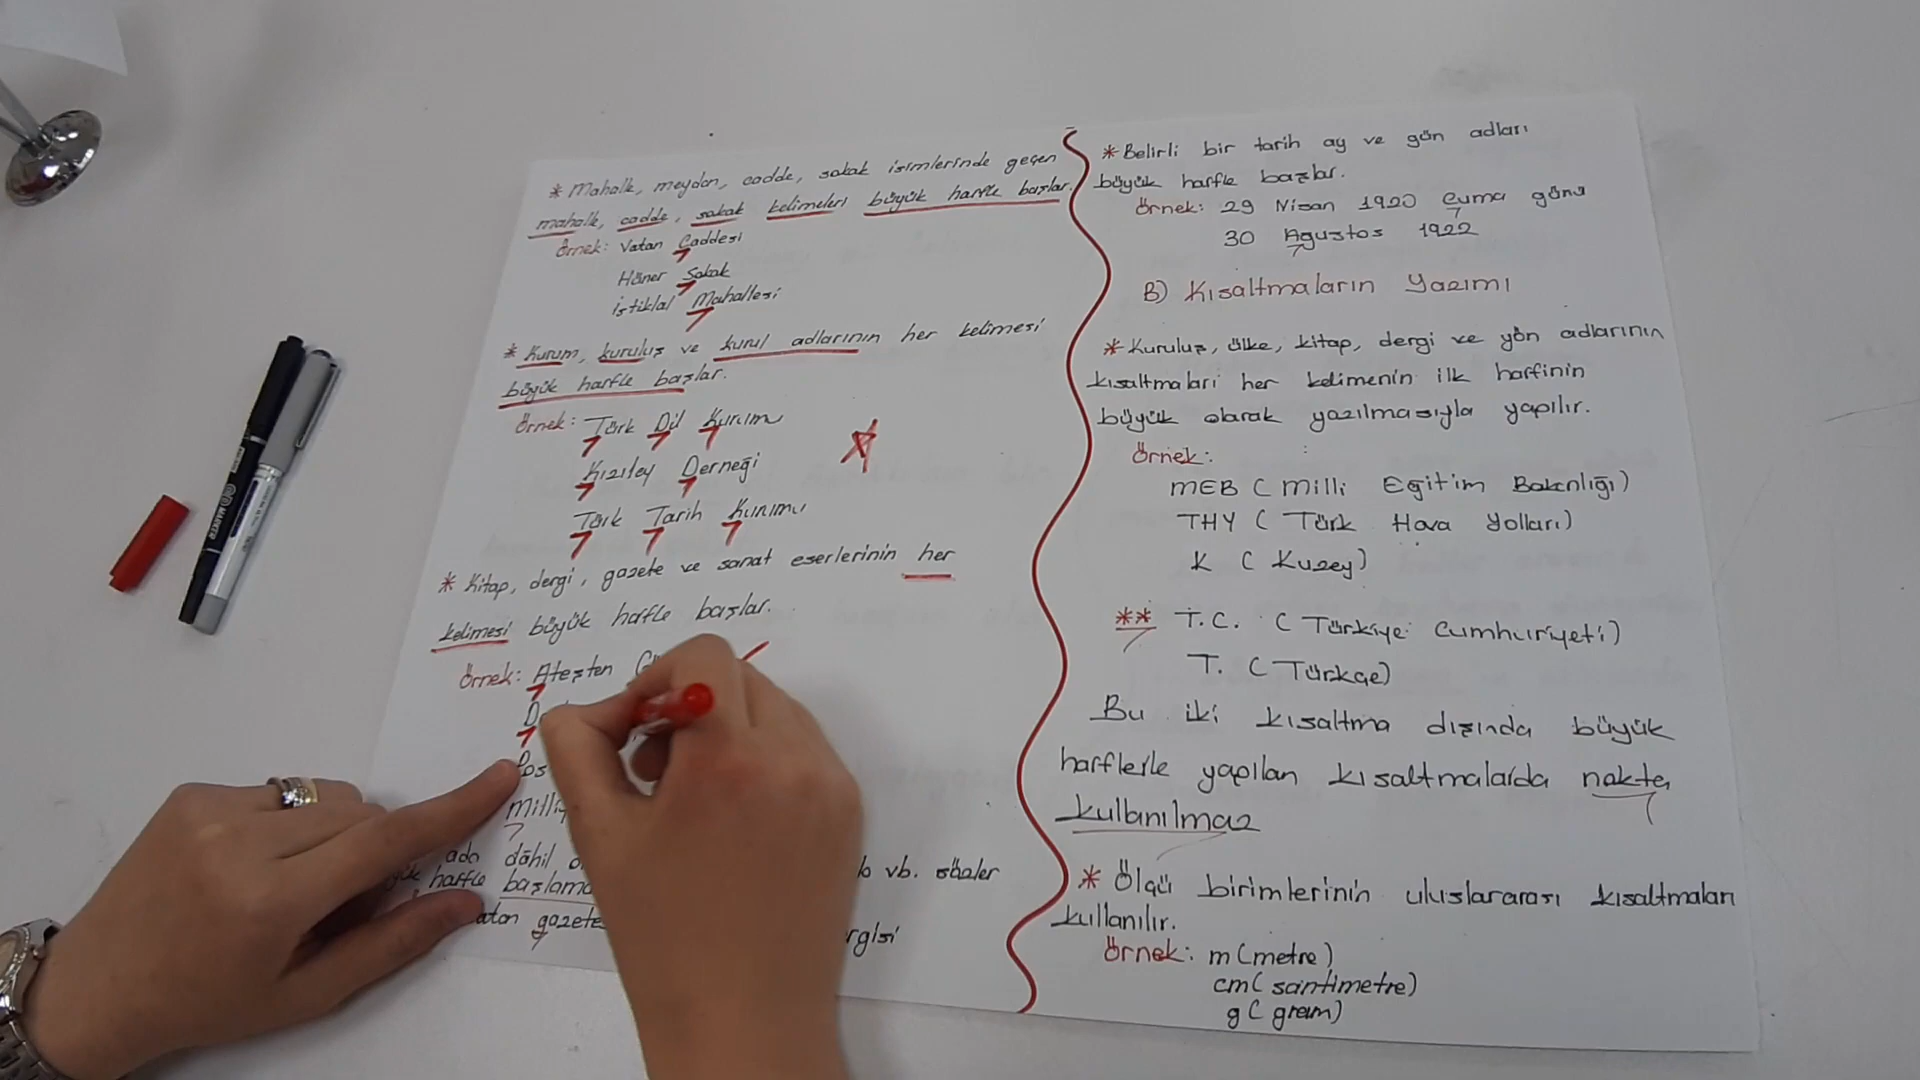 * Mahalle, meydan, cadde, sokak isimlerinde geçen
mahalle, cadde, sokak kelimeleri büyük harfle başlar.
Örnek: Vatan Caddesi
Sokak
İstiklal Mahallesi
* Kurum, kuruluş ve kurul adlarının her kelimesi
büyük harfle başlar.
Örnek: Türk Dil Kurumu
Kızılay Derneği
Türk Tarih Kurumu
* Kitap, dergi, gazete ve sanat eserlerinin her
kelimesi büyük harfle başlar.
Örnek: Ateşten
adı dâhil vb. sözler
harfle
* Belirli bir tarih ay ve gün adları
büyük harfle başlar.
Örnek: 29 Nisan 1920 Cuma günü
30 Agustos 1922
B) Kısaltmaların Yazımı
* Kuruluş, ülke, kitap, dergi ve yön adlarının
kısaltmaları her kelimenin ilk harfinin
büyük olarak yazılmasıyla yapılır.
Örnek:
MEB ( Milli Eğitim Bakanlığı)
THY ( Türk Hava Yolları)
K ( Kuzey)
** T.C. ( Türkiye Cumhuriyeti)
T. ( Türkçe)
Bu iki kısaltma dışında büyük
harflerle yapılan kısaltmalarda nokta
kullanılmaz
* Ölçü birimlerinin uluslararası kısaltmaları
kullanılır.
Örnek: m (metre)
cm( santimetre)
g ( gram)